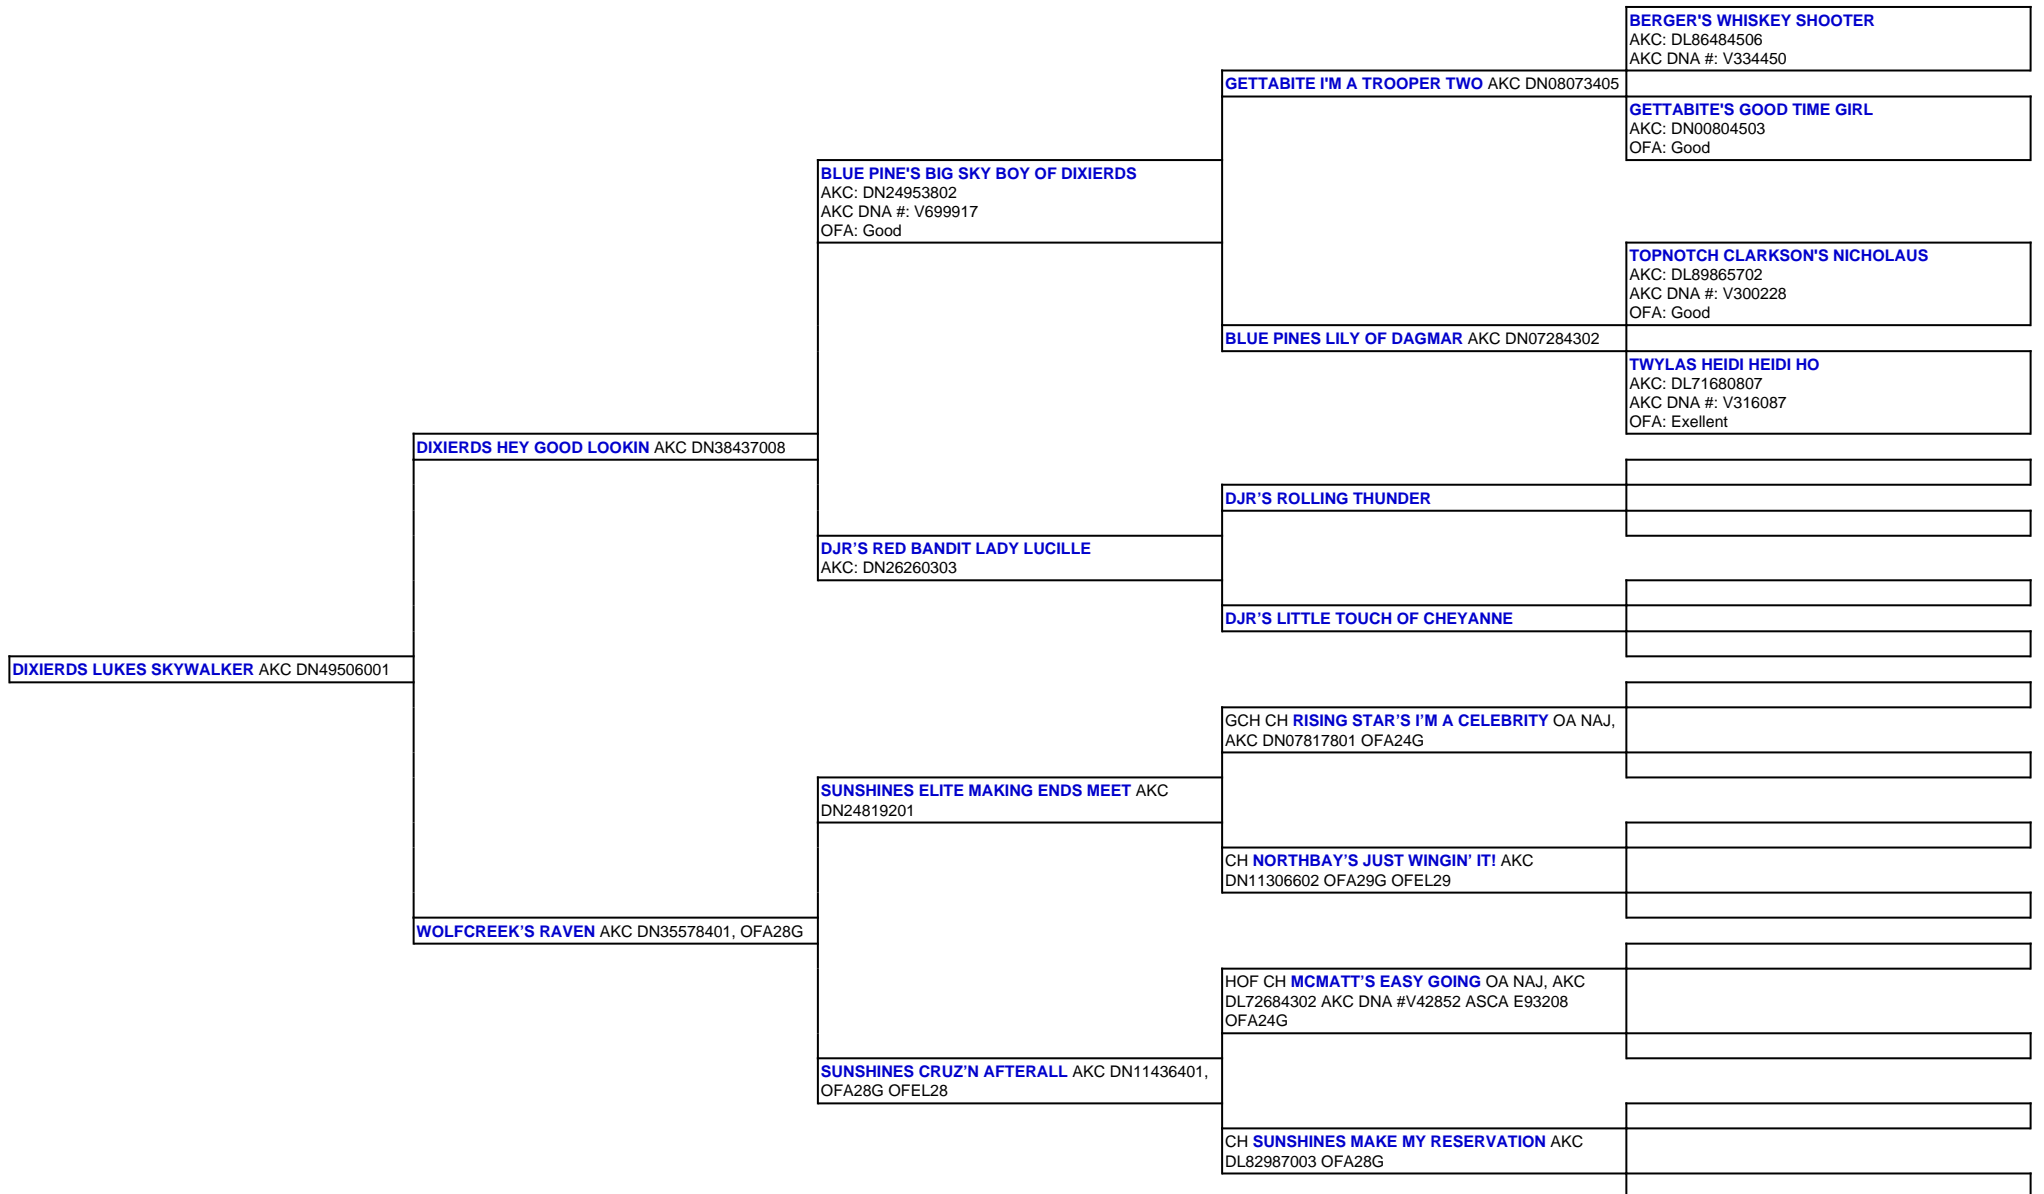 BERGER'S WHISKEY SHOOTER
AKC: DL86484506
AKC DNA #: V334450
GETTABITE I'M A TROOPER TWO AKC DN08073405
GETTABITE'S GOOD TIME GIRL
AKC: DN00804503
OFA: Good
BLUE PINE'S BIG SKY BOY OF DIXIERDS
AKC: DN24953802
AKC DNA #: V699917
OFA: Good
TOPNOTCH CLARKSON'S NICHOLAUS
AKC: DL89865702
AKC DNA #: V300228
OFA: Good
BLUE PINES LILY OF DAGMAR AKC DN07284302
TWYLAS HEIDI HEIDI HO
AKC: DL71680807
AKC DNA #: V316087
OFA: Exellent
DIXIERDS HEY GOOD LOOKIN AKC DN38437008
DJR'S ROLLING THUNDER
DJR'S RED BANDIT LADY LUCILLE
AKC: DN26260303
DJR'S LITTLE TOUCH OF CHEYANNE
DIXIERDS LUKES SKYWALKER AKC DN49506001
GCH CH RISING STAR'S I'M A CELEBRITY OA NAJ,
AKC DN07817801 OFA24G
SUNSHINES ELITE MAKING ENDS MEET AKC
DN24819201
CH NORTHBAY'S JUST WINGIN' IT! AKC
DN11306602 OFA29G OFEL29
WOLFCREEK'S RAVEN AKC DN35578401, OFA28G
HOF CH MCMATT'S EASY GOING OA NAJ, AKC
DL72684302 AKC DNA #V42852 ASCA E93208
OFA24G
SUNSHINES CRUZ'N AFTERALL AKC DN11436401,
OFA28G OFEL28
CH SUNSHINES MAKE MY RESERVATION AKC
DL82987003 OFA28G